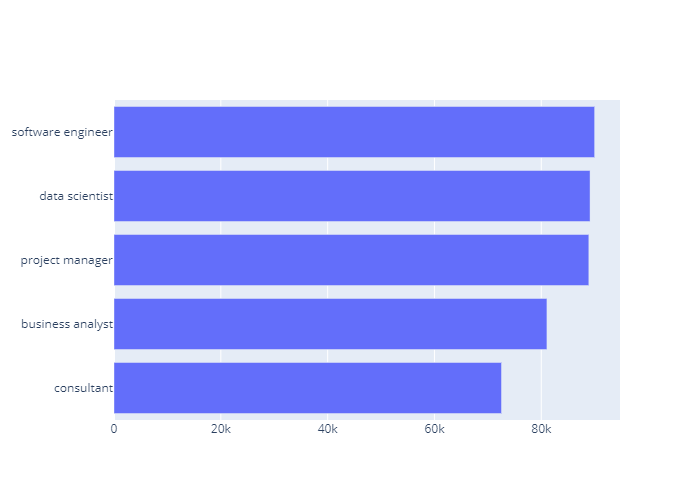 software engineer
data scientist
project manager
business analyst
consultant
0 20k 40k 60k 80k